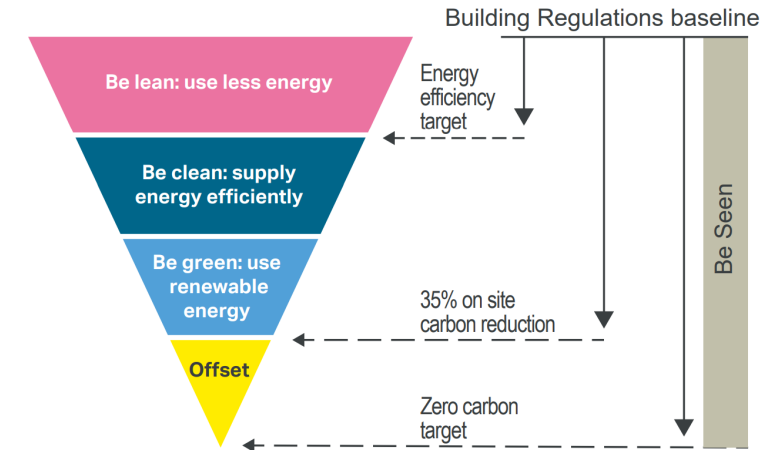 Building Regulations baseline
Be lean: use less energy
Energy
efficiency
target
Be clean: supply
energy efficiently
Be green: use
renewable
energy
35% on site
carbon reduction
Offset
Zero carbon
target
Be Seen